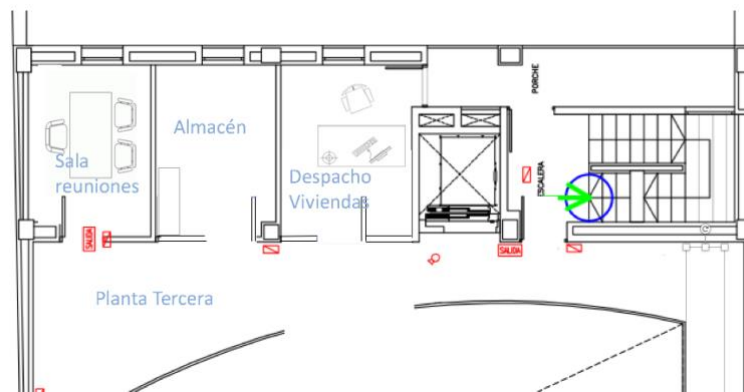 PORCHE
Almacén
Sala
reuniones
Despacho
Viviendas
ESCALERA
SALIDA
SALIDA
Planta Tercera